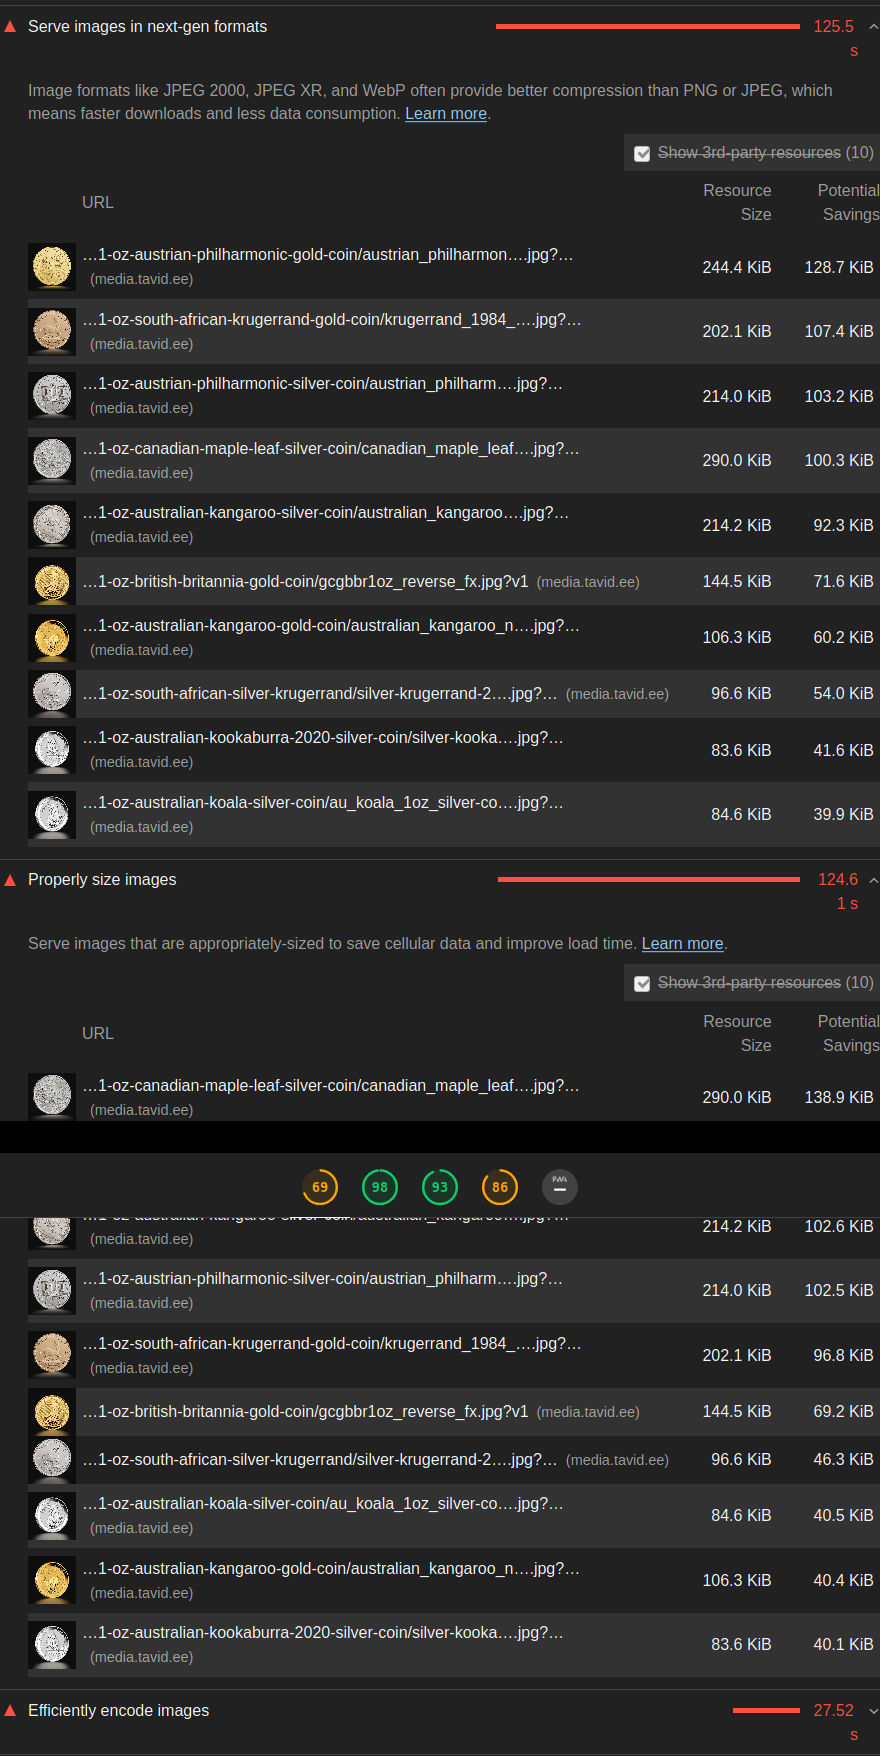 Serve images in next-gen formats
125.5
s
Image formats like JPEG 2000, JPEG XR, and WebP often provide better compression than PNG or JPEG, which
means faster downloads and less data consumption. Learn more.
Show 3rd-party resources (10)
URL
Resource
Size
Potential
Savings
…1-oz-austrian-philharmonic-gold-coin/austrian_philharmon….jpg?…
(media.tavid.ee)
244.4 KiB
128.7 KiB
…1-oz-south-african-krugerrand-gold-coin/krugerrand_1984_….jpg?…
(media.tavid.ee)
202.1 KiB
107.4 KiB
…1-oz-austrian-philharmonic-silver-coin/austrian_philharm….jpg?…
(media.tavid.ee)
214.0 KiB
103.2 KiB
…1-oz-canadian-maple-leaf-silver-coin/canadian_maple_leaf….jpg?…
(media.tavid.ee)
290.0 KiB
100.3 KiB
…1-oz-australian-kangaroo-silver-coin/australian_kangaroo….jpg?…
(media.tavid.ee)
214.2 KiB
92.3 KiB
…1-oz-british-britannia-gold-coin/gcgbbr1oz_reverse_fx.jpg?v1 (media.tavid.ee)
144.5 KiB
71.6 KiB
…1-oz-australian-kangaroo-gold-coin/australian_kangaroo_n….jpg?…
(media.tavid.ee)
106.3 KiB
60.2 KiB
…1-oz-south-african-silver-krugerrand/silver-krugerrand-2….jpg?… (media.tavid.ee)
96.6 KiB
54.0 KiB
…1-oz-australian-kookaburra-2020-silver-coin/silver-kooka….jpg?…
(media.tavid.ee)
83.6 KiB
41.6 KiB
…1-oz-australian-koala-silver-coin/au_koala_1oz_silver-co….jpg?…
(media.tavid.ee)
84.6 KiB
39.9 KiB
Properly size images
124.6
1 s
Serve images that are appropriately-sized to save cellular data and improve load time. Learn more.
Show 3rd-party resources (10)
URL
Resource
Size
Potential
Savings
…1-oz-canadian-maple-leaf-silver-coin/canadian_maple_leaf….jpg?…
(media.tavid.ee)
290.0 KiB
138.9 KiB
69
98
93
86
PWA
…1-oz-australian-kangaroo-silver-coin/australian_kangaroo….jpg?…
(media.tavid.ee)
214.2 KiB
102.6 KiB
…1-oz-austrian-philharmonic-silver-coin/austrian_philharm….jpg?…
(media.tavid.ee)
214.0 KiB
102.5 KiB
…1-oz-south-african-krugerrand-gold-coin/krugerrand_1984_….jpg?…
(media.tavid.ee)
202.1 KiB
96.8 KiB
…1-oz-british-britannia-gold-coin/gcgbbr1oz_reverse_fx.jpg?v1 (media.tavid.ee)
144.5 KiB
69.2 KiB
…1-oz-south-african-silver-krugerrand/silver-krugerrand-2….jpg?… (media.tavid.ee)
96.6 KiB
46.3 KiB
…1-oz-australian-koala-silver-coin/au_koala_1oz_silver-co….jpg?…
(media.tavid.ee)
84.6 KiB
40.5 KiB
…1-oz-australian-kangaroo-gold-coin/australian_kangaroo_n….jpg?…
(media.tavid.ee)
106.3 KiB
40.4 KiB
…1-oz-australian-kookaburra-2020-silver-coin/silver-kooka….jpg?…
(media.tavid.ee)
83.6 KiB
40.1 KiB
Efficiently encode images
27.52
s